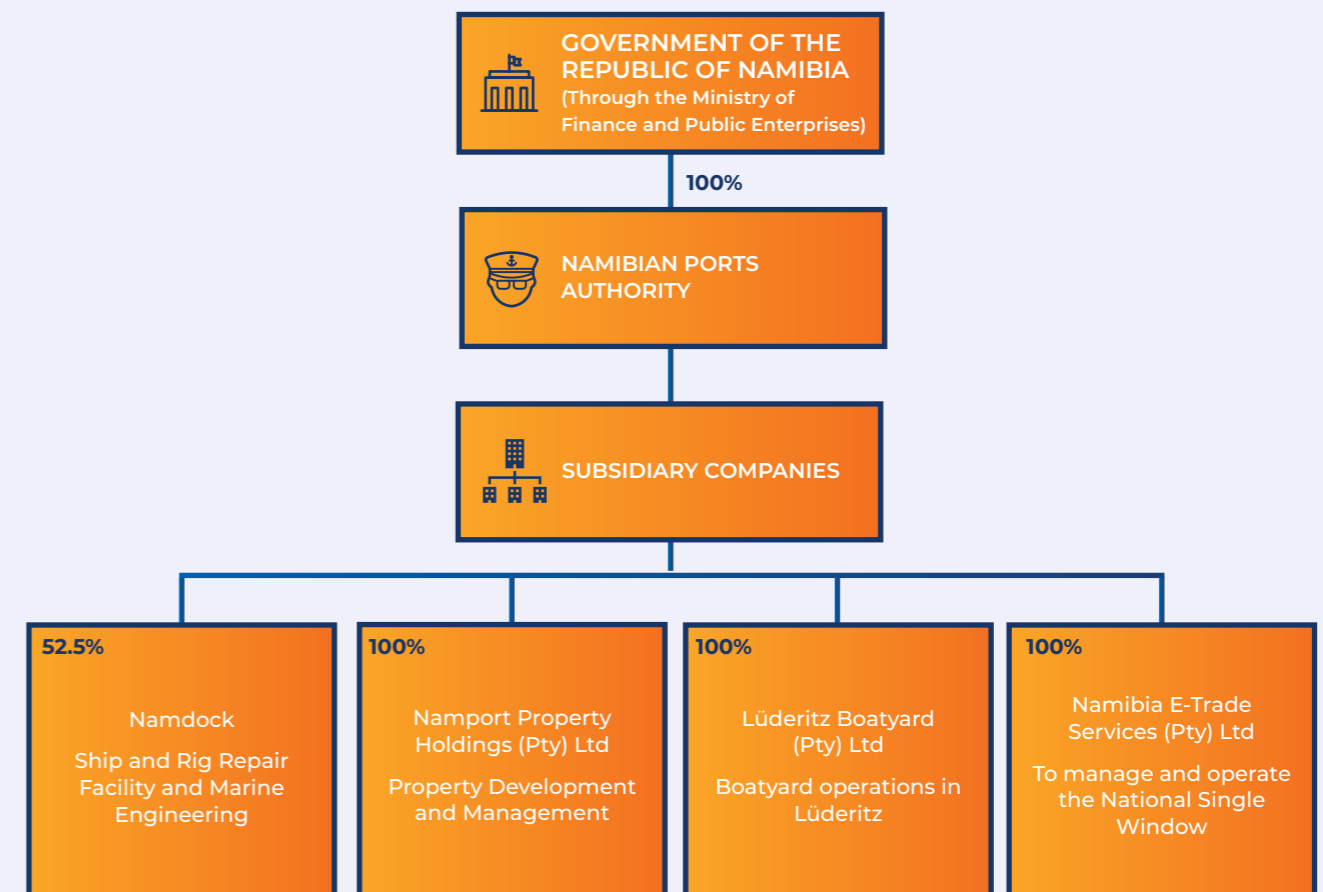 GOVERNMENT OF THE
REPUBLIC OF NAMIBIA
(Through the Ministry of
Finance and Public Enterprises)
100%
NAMIBIAN PORTS
AUTHORITY
SUBSIDIARY COMPANIES
52.5%
Namdock
Ship and Rig Repair
Facility and Marine
Engineering
100%
Namport Property
Holdings (Pty) Ltd
Property Development
and Management
100%
Lüderitz Boatyard
(Pty) Ltd
Boatyard operations in
Lüderitz
100%
Namibia E-Trade
Services (Pty) Ltd
To manage and operate
the National Single
Window